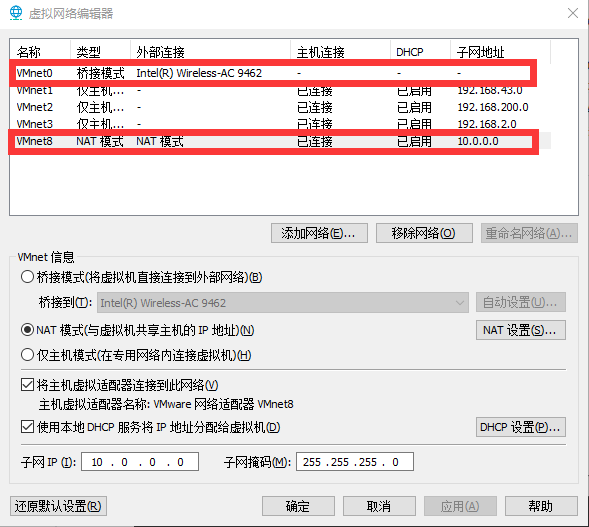 虚拟网络编辑器
名称 类型 外部连接 主机连接 DHCP 子网地址
VMnet0 桥接模式 Intel(R) Wireless-AC 9462 - - -
VMnet1 仅主机... - 已连接 已启用 192.168.43.0
VMnet2 仅主机... - 已连接 已启用 192.168.200.0
VMnet3 仅主机... - 已连接 已启用 192.168.2.0
VMnet8 NAT 模式 NAT 模式 已连接 已启用 10.0.0.0
添加网络(E)... 移除网络(O) 重命名网络(A)...
VMnet 信息
桥接模式(将虚拟机直接连接到外部网络)(B)
桥接到(T): Intel(R) Wireless-AC 9462 自动设置(U)...
NAT 模式(与虚拟机共享主机的 IP 地址)(N) NAT 设置(S)...
仅主机模式(在专用网络内连接虚拟机)(H)
将主机虚拟适配器连接到此网络(V)
主机虚拟适配器名称: VMware 网络适配器 VMnet8
使用本地 DHCP 服务将 IP 地址分配给虚拟机(D) DHCP 设置(P)...
子网 IP (I): 10 . 0 . 0 . 0 子网掩码(M): 255 .255 .255 . 0
还原默认设置(R) 确定 取消 应用(A) 帮助